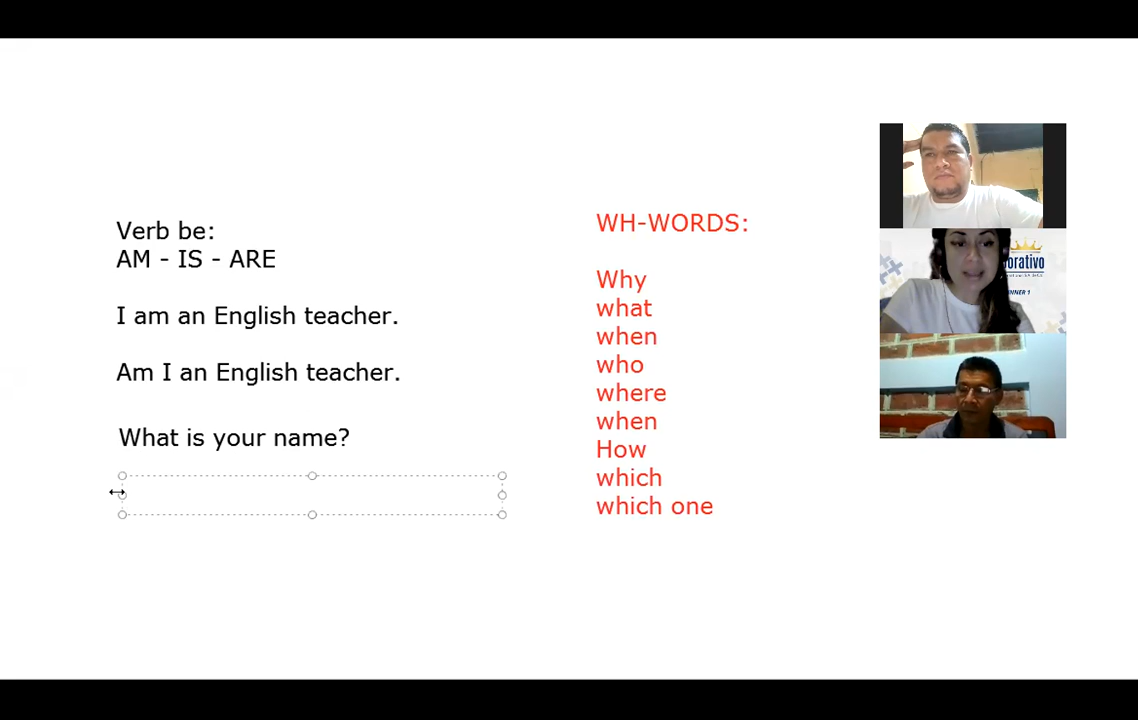 Verb be:
AM - IS - ARE
I am an English teacher.
Am I an English teacher.
What is your name?
WH-WORDS:
Why
what
when
who
where
when
How
which
which one
orativo